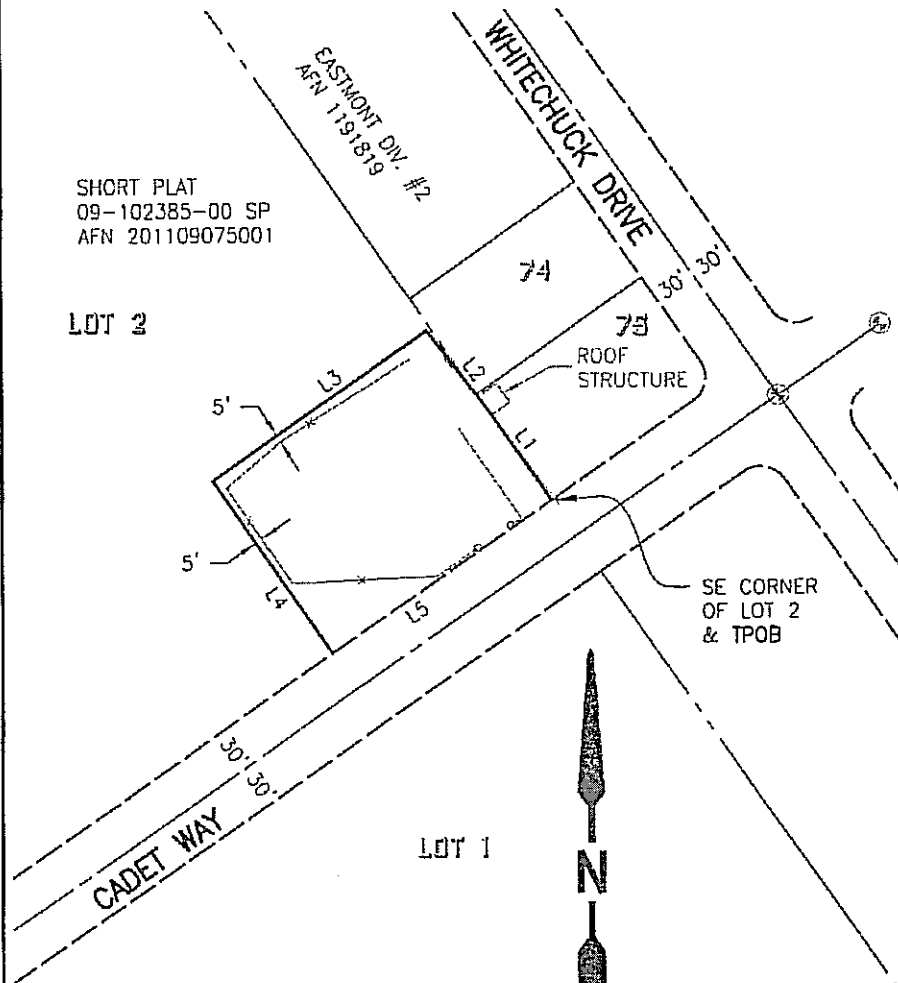 WHITECHUCK DRIVE
EASTMONT DIV. #2
AFN 1191819
SHORT PLAT
09-102385-00 SP
AFN 201109075001
74
30' 30'
LOT 2
75
ROOF
STRUCTURE
L2
L3
5'
L1
5'
L4
L5
SE CORNER
OF LOT 2
& TPOB
30' 30'
CADET WAY
LOT 1
N